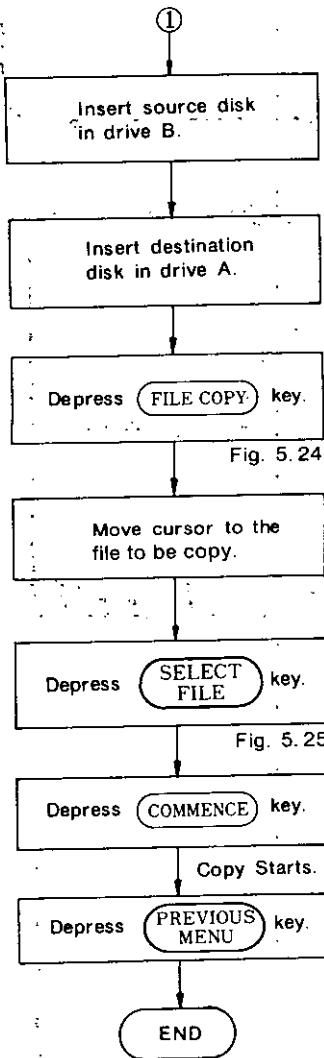 ①
Insert source disk
in drive B.
Insert destination
disk in drive A.
Depress FILE COPY key.
Fig. 5.24
Move cursor to the
file to be copy.
Depress SELECT FILE key.
Fig. 5.25
Depress COMMENCE key.
Copy Starts.
Depress PREVIOUS MENU key.
END